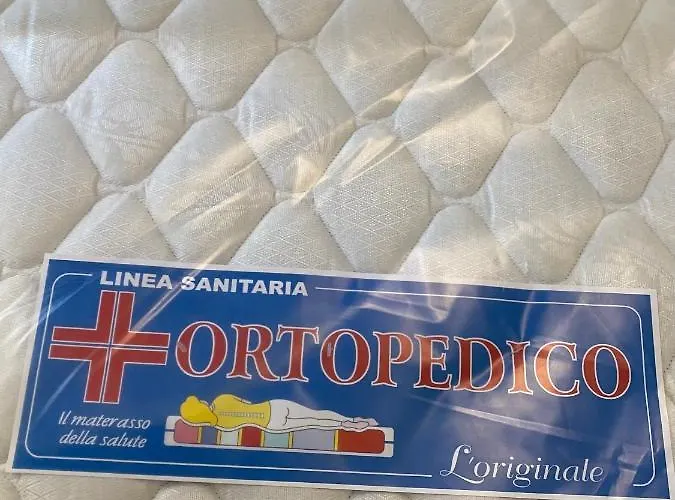 LINEA SANITARIA
ORTOPEDICO
Il materasso
della salute
L'originale